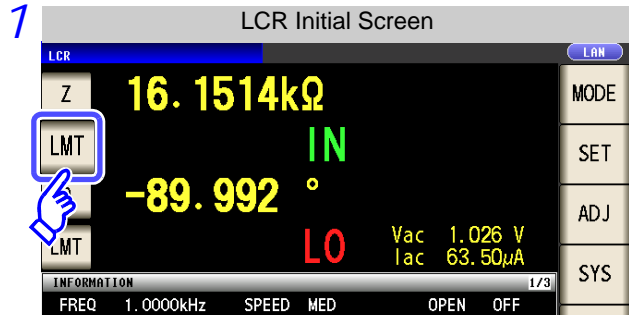 1
LCR Initial Screen
LCR
LAN
Z
16.1514kΩ
MODE
LMT
IN
SET
-89.992 °
ADJ
LMT
LO
Vac 1.026 V
Iac 63.50μA
SYS
INFORMATION
1/3
FREQ 1.0000kHz SPEED MED OPEN OFF